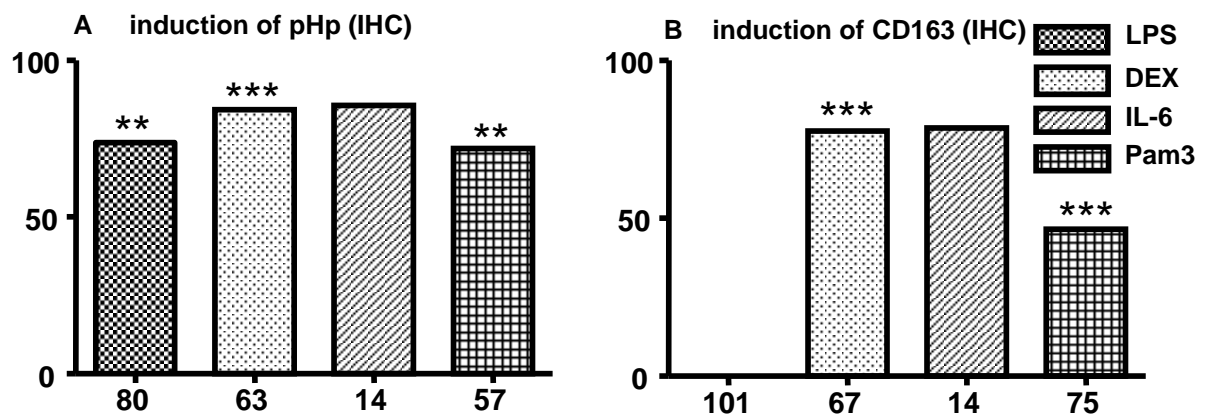 A induction of pHp (IHC)
100
50
0
**
***
**
80 63 14 57
B induction of CD163 (IHC)
100
50
0
***
***
101 67 14 75
LPS
DEX
IL-6
Pam3